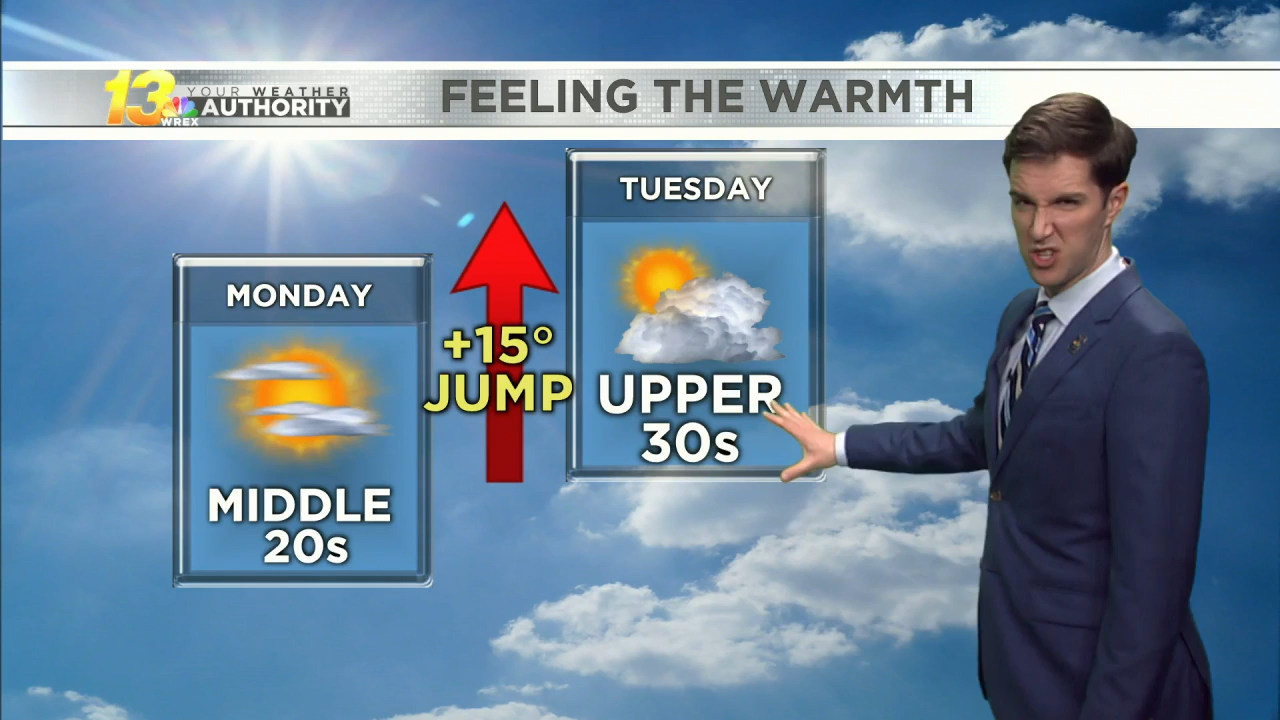 13
WREX
YOUR WEATHER
AUTHORITY
FEELING THE WARMTH
MONDAY
MIDDLE
20s
+15°
JUMP
TUESDAY
UPPER
30s